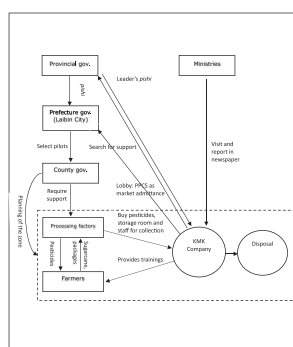 Provincial gov.
Ministries
Leader's pishi
pishi
Prefecture gov.
(Laibin City)
Search for support
Visit and
report in
newspaper
Select pilots
County gov.
Lobby: PPCS as
market admittance
Require
support
Planning of the zone
Buy pesticides,
storage room and
staff for collection
Processing factory
KMK
Company
Disposal
Pesticides
Sugarcane,
packages
Provides trainings
Farmers